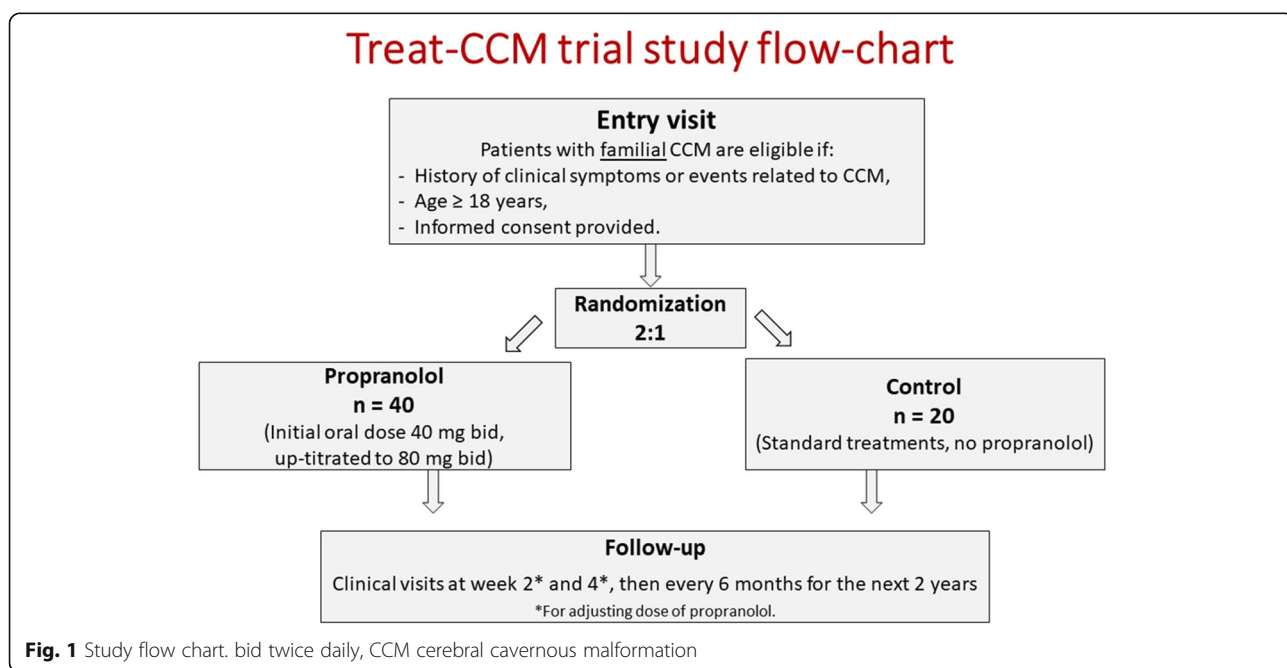 Treat-CCM trial study flow-chart
Entry visit
Patients with familial CCM are eligible if:
- History of clinical symptoms or events related to CCM,
- Age ≥ 18 years,
- Informed consent provided.
Randomization
2:1
Propranolol
n = 40
(Initial oral dose 40 mg bid,
up-titrated to 80 mg bid)
Control
n = 20
(Standard treatments, no propranolol)
Follow-up
Clinical visits at week 2* and 4*, then every 6 months for the next 2 years
*For adjusting dose of propranolol.
Fig. 1 Study flow chart. bid twice daily, CCM cerebral cavernous malformation